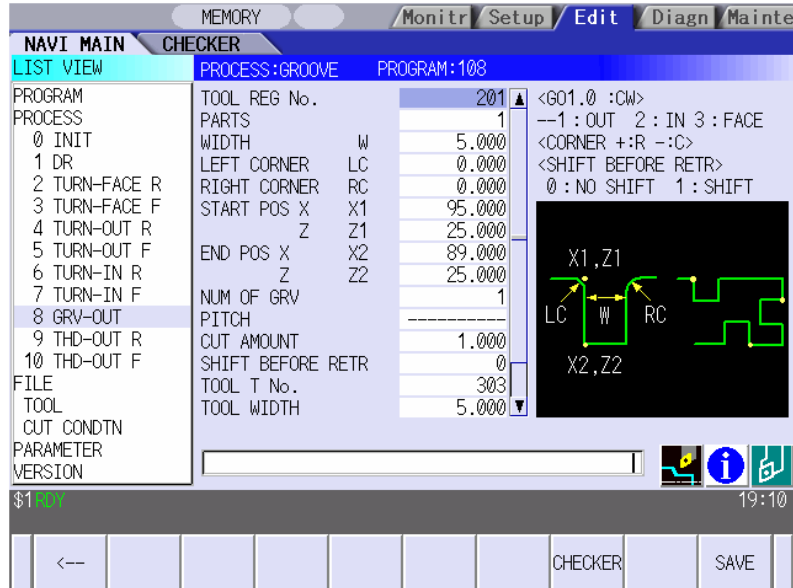 MEMORY Monitr Setup Edit Diagn Mainte
NAVI MAIN CHECKER
LIST VIEW
PROCESS:GROOVE PROGRAM:108
PROGRAM
PROCESS
0 INIT
1 DR
2 TURN-FACE R
3 TURN-FACE F
4 TURN-OUT R
5 TURN-OUT F
6 TURN-IN R
7 TURN-IN F
8 GRV-OUT
9 THD-OUT R
10 THD-OUT F
FILE
TOOL
CUT CONDTN
PARAMETER
VERSION
TOOL REG No. 201
PARTS 1
WIDTH W 5.000
LEFT CORNER LC 0.000
RIGHT CORNER RC 0.000
START POS X X1 95.000
Z Z1 25.000
END POS X X2 89.000
Z Z2 25.000
NUM OF GRV 1
PITCH ----------
CUT AMOUNT 1.000
SHIFT BEFORE RETR 0
TOOL T No. 303
TOOL WIDTH 5.000
<G01.0 :CW>
--1:OUT 2:IN 3:FACE
<CORNER +:R -:C>
<SHIFT BEFORE RETR>
0:NO SHIFT 1:SHIFT
X1,Z1
LC W RC
X2,Z2
i
$1 RDY 19:10
<-- CHECKER SAVE